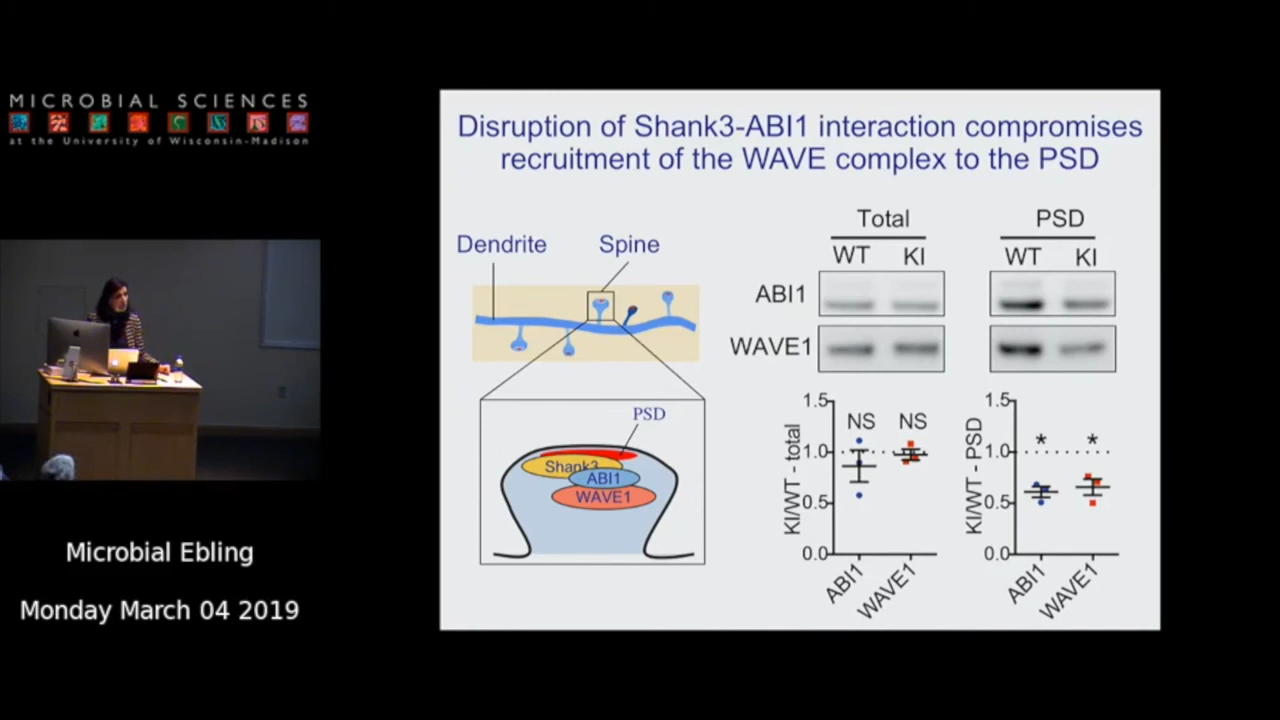 MICROBIAL SCIENCES
at the University of Wisconsin-Madison
Microbial Ebling
Monday March 04 2019
Disruption of Shank3-ABI1 interaction compromises
recruitment of the WAVE complex to the PSD
Dendrite
Spine
PSD
Shank3
ABI1
WAVE1
Total
PSD
WT
KI
WT
KI
ABI1
WAVE1
KI/WT - total
1.5
1.0
0.5
0.0
NS
NS
ABI1
WAVE1
KI/WT - PSD
1.5
1.0
0.5
0.0
*
*
ABI1
WAVE1